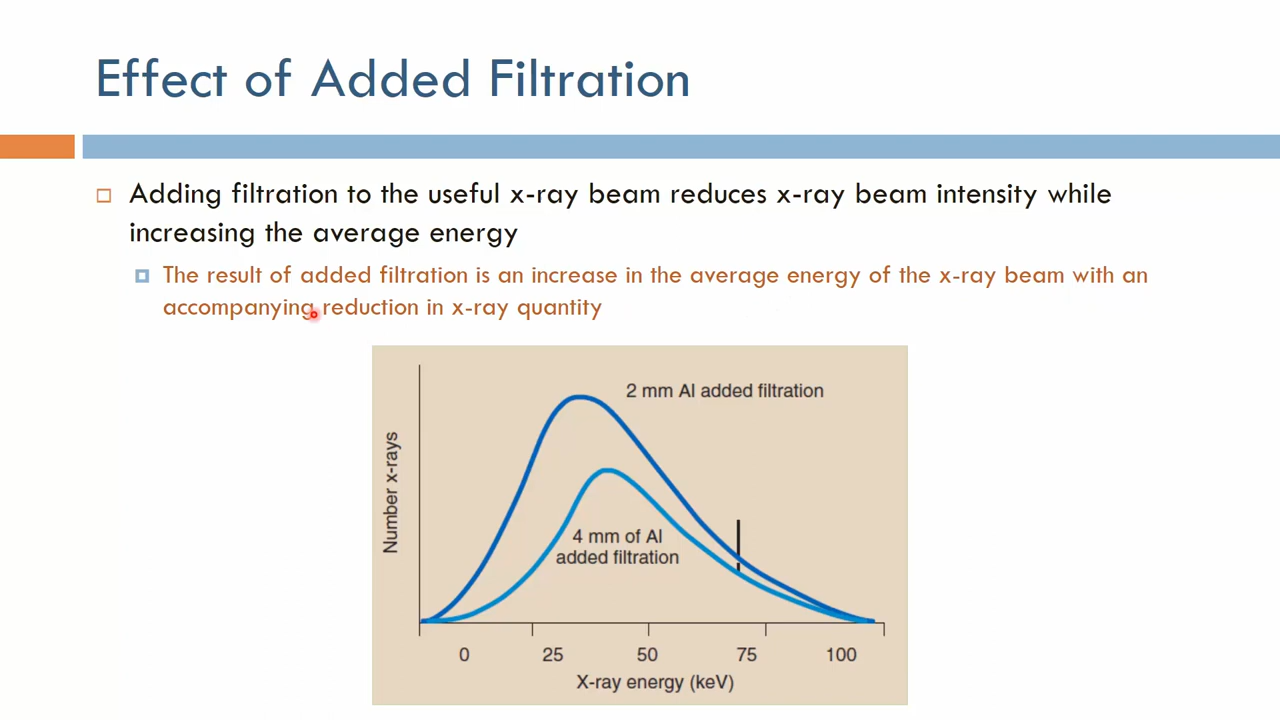 Effect of Added Filtration
Adding filtration to the useful x-ray beam reduces x-ray beam intensity while
increasing the average energy
The result of added filtration is an increase in the average energy of the x-ray beam with an
accompanying reduction in x-ray quantity
2 mm Al added filtration
Number x-rays
4 mm of Al
added filtration
0 25 50 75 100
X-ray energy (keV)